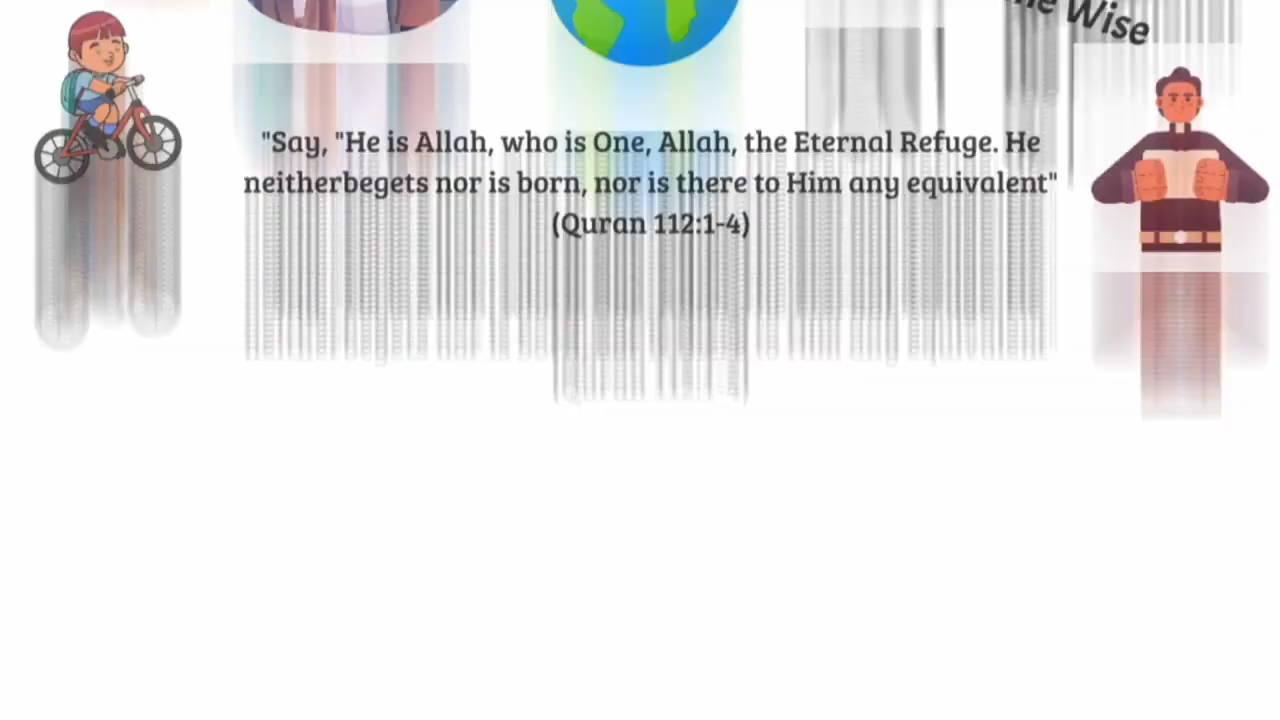 Wise
"Say, "He is Allah, who is One, Allah, the Eternal Refuge. He
neitherbegets nor is born, nor is there to Him any equivalent"
(Quran 112:1-4)